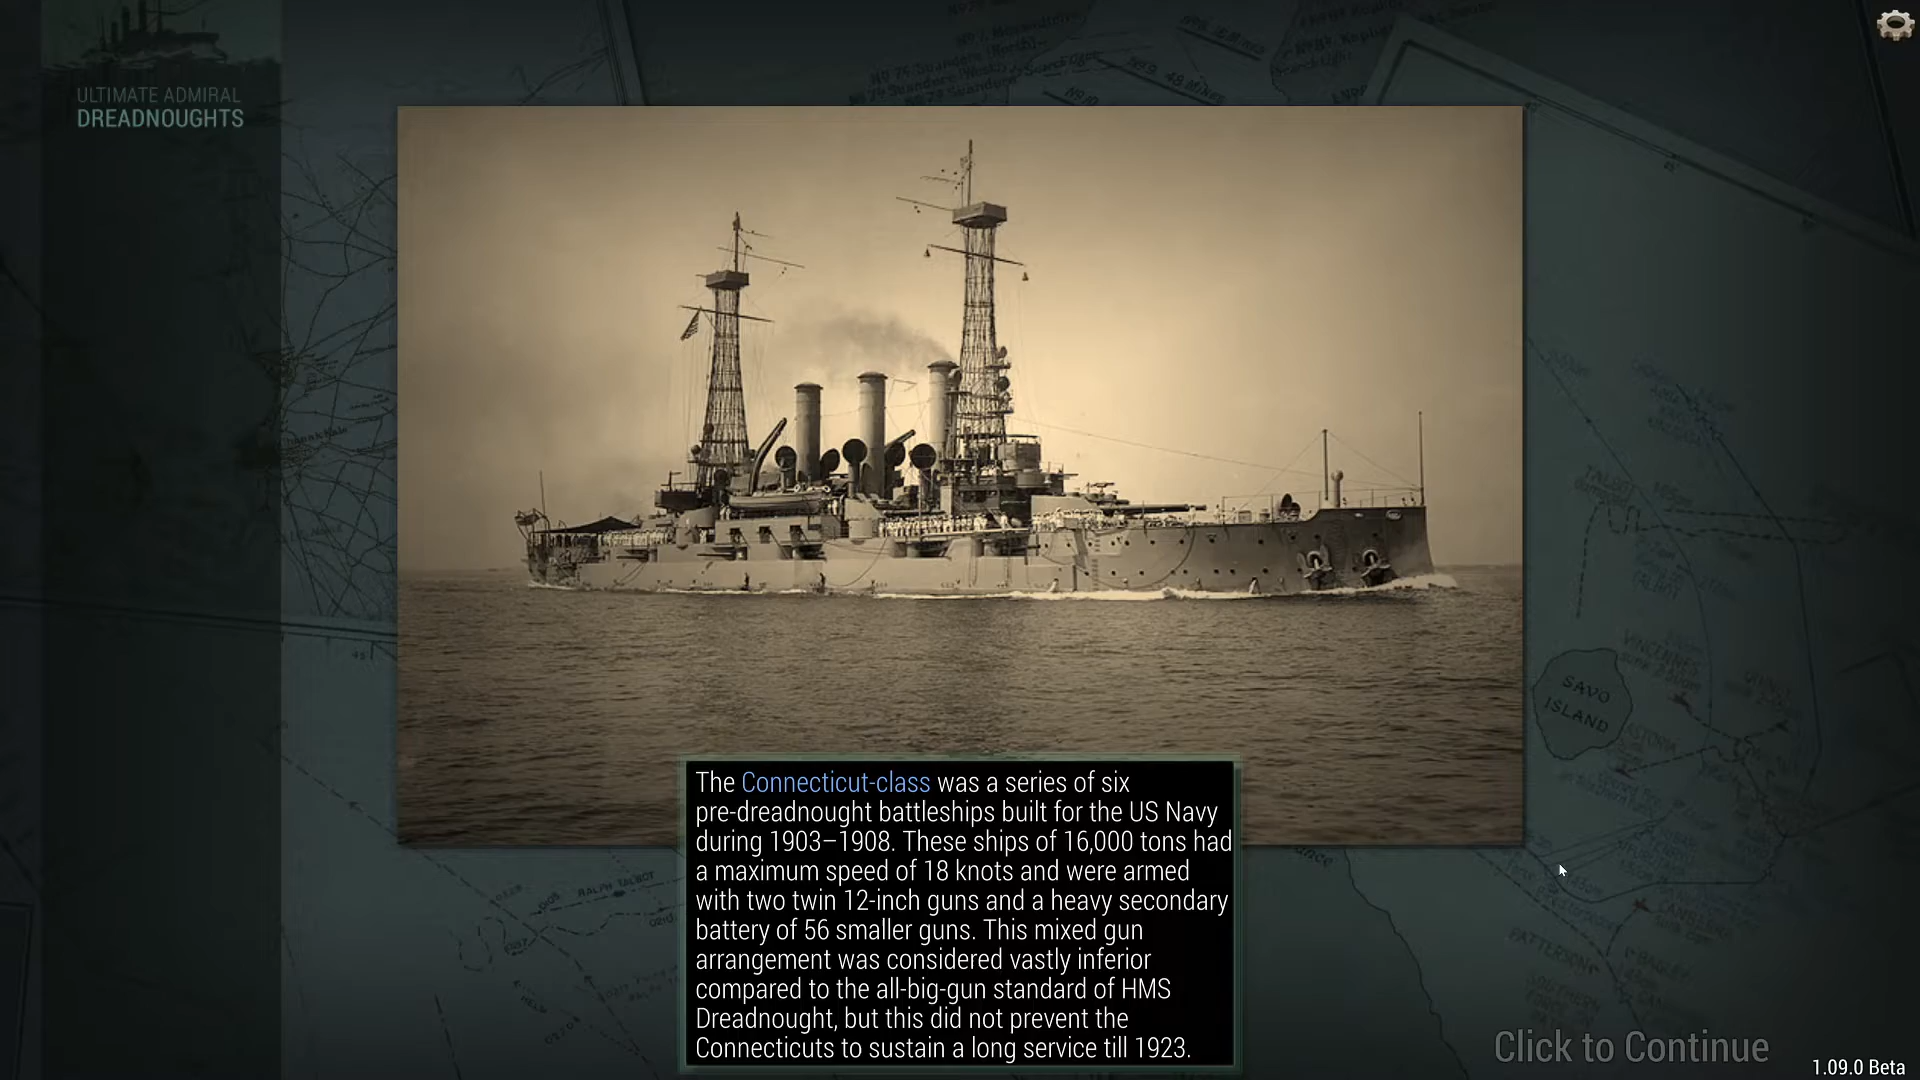 ULTIMATE ADMIRAL
DREADNOUGHTS
SAVO
ISLAND
RALPH TALBOT
The Connecticut-class was a series of six
pre-dreadnought battleships built for the US Navy
during 1903–1908. These ships of 16,000 tons had
a maximum speed of 18 knots and were armed
with two twin 12-inch guns and a heavy secondary
battery of 56 smaller guns. This mixed gun
arrangement was considered vastly inferior
compared to the all-big-gun standard of HMS
Dreadnought, but this did not prevent the
Connecticuts to sustain a long service till 1923.
PATTERSON
Click to Continue
1.09.0 Beta